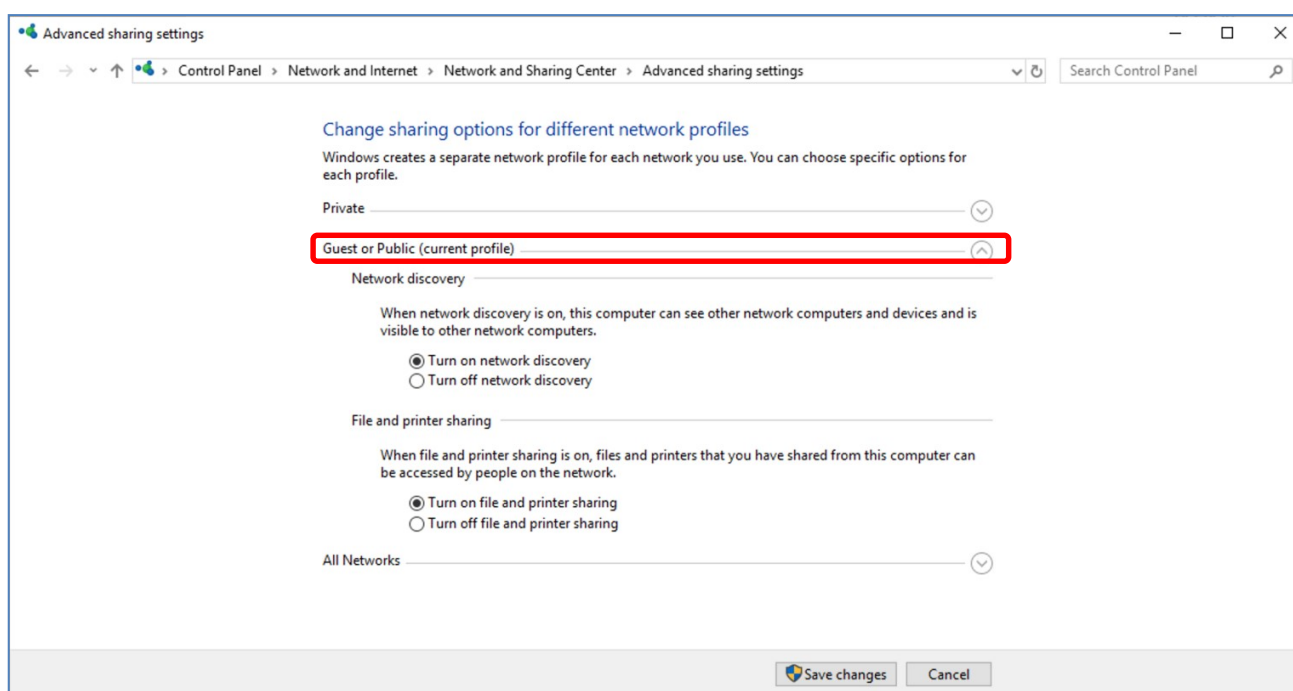 Advanced sharing settings
Control Panel > Network and Internet > Network and Sharing Center > Advanced sharing settings
Search Control Panel
Change sharing options for different network profiles
Windows creates a separate network profile for each network you use. You can choose specific options for
each profile.
Private
Guest or Public (current profile)
Network discovery
When network discovery is on, this computer can see other network computers and devices and is
visible to other network computers.
Turn on network discovery
Turn off network discovery
File and printer sharing
When file and printer sharing is on, files and printers that you have shared from this computer can
be accessed by people on the network.
Turn on file and printer sharing
Turn off file and printer sharing
All Networks
Save changes
Cancel